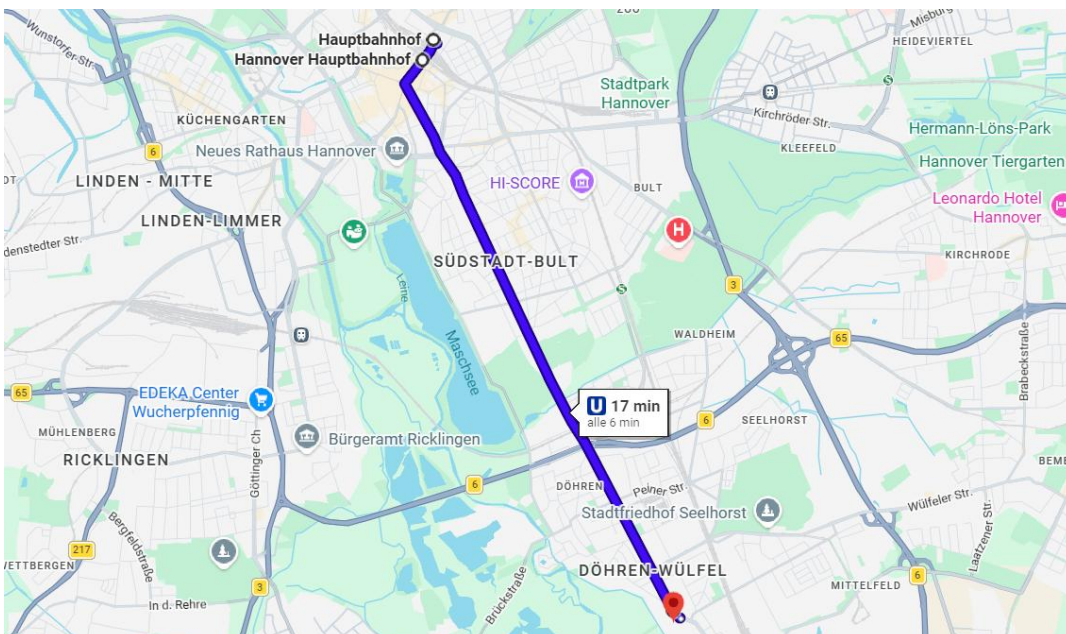 Wunstorfer Str.
Misburg
HEIDEVIERTEL
Hauptbahnhof
Hannover Hauptbahnhof
Stadtpark
Hannover
KÜCHENGARTEN
Kirchröder Str.
Hermann-Löns-Park
6
Neues Rathaus Hannover
KLEEFELD
Hannover Tiergarten
LINDEN - MITTE
HI-SCORE
BULT
Leonardo Hotel
Hannover
LINDEN-LIMMER
H
denstedter Str.
SÜDSTADT-BULT
KIRCHRODE
Leine
3
S
Maschsee
WALDHEIM
65
Brabeckstraße
65
EDEKA Center
Wucherpfennig
U 17 min
alle 6 min
6
SEELHORST
MÜHLENBERG
Bürgeramt Ricklingen
RICKLINGEN
Göttinger Ch
6
DÖHREN
Peiner Str.
BEME
Stadtfriedhof Seelhorst
Wülfeler Str.
Laatzener Str.
Bergfeldstraße
217
WETTBERGEN
DÖHREN-WÜLFEL
6
MITTELFELD
3
Brückstraße
In d. Rehre